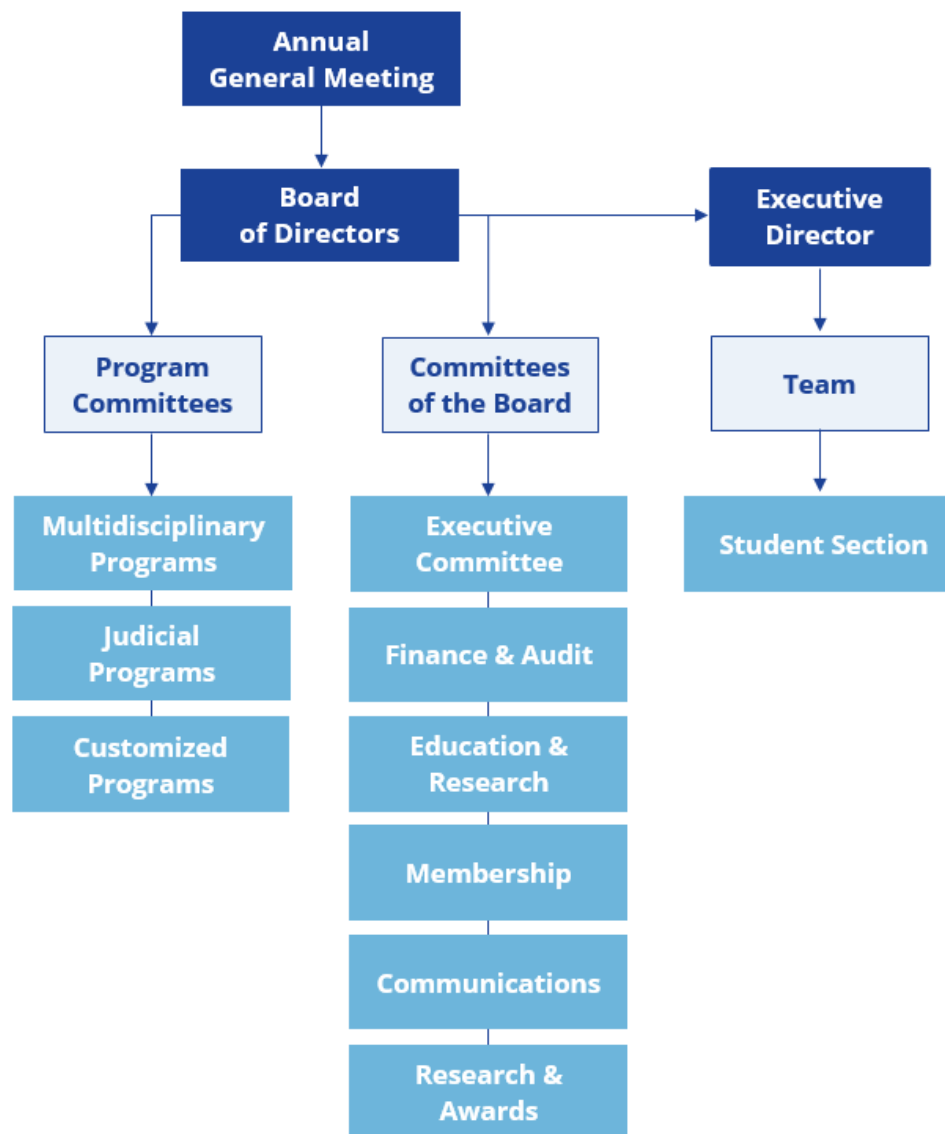 Annual
General Meeting
Board
of Directors
Executive
Director
Program
Committees
Committees
of the Board
Team
Multidisciplinary
Programs
Judicial
Programs
Customized
Programs
Executive
Committee
Finance & Audit
Education &
Research
Membership
Communications
Research &
Awards
Student Section